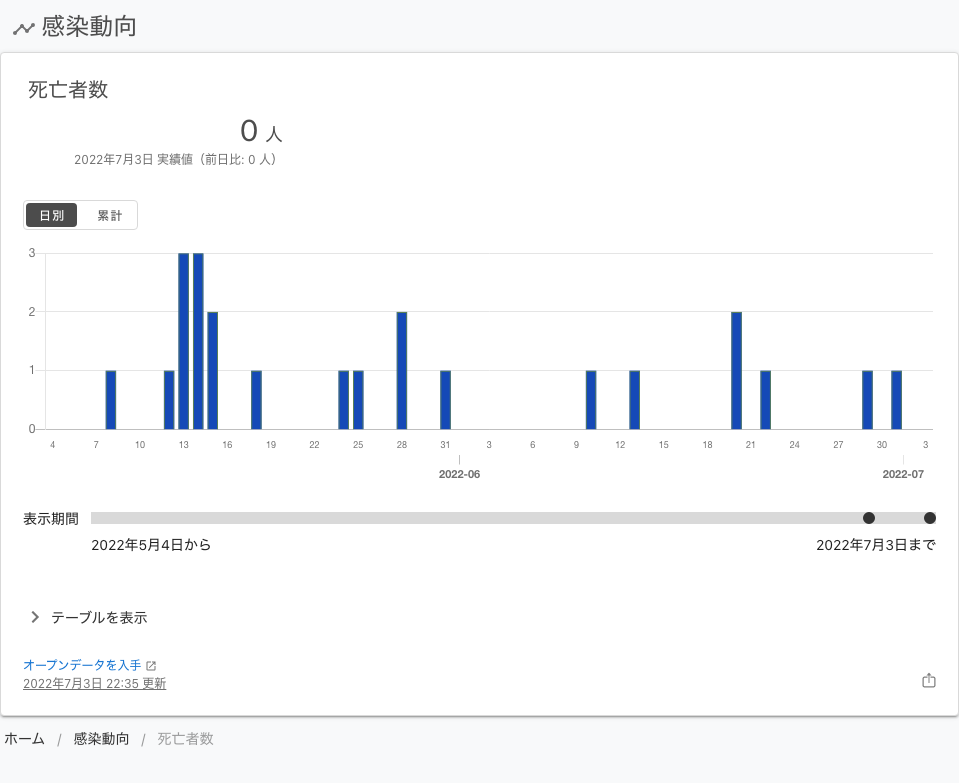 感染動向
死亡者数
0 人
2022年7月3日 実績値（前日比: 0 人）
日別 累計
3
2
1
0
4 7 10 13 16 19 22 25 28 31 3 6 9 12 15 18 21 24 27 30 3
2022-06 2022-07
表示期間
2022年5月4日から 2022年7月3日まで
テーブルを表示
オープンデータを入手
2022年7月3日 22:35 更新
ホーム / 感染動向 / 死亡者数